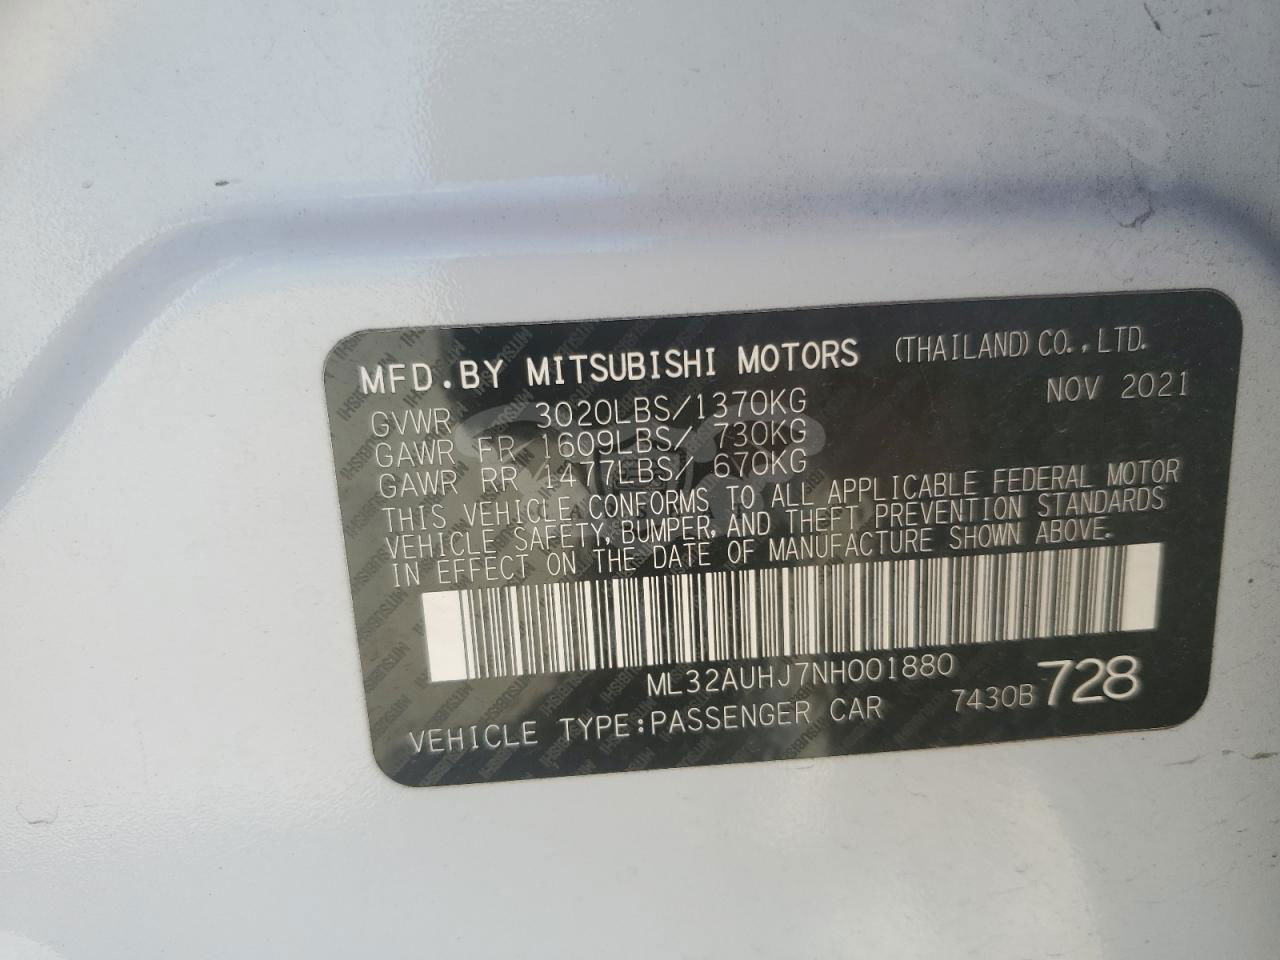 MFD.BY MITSUBISHI MOTORS (THAILAND) CO., LTD.
NOV 2021
GVWR 3020LBS/1370KG
GAWR FR 1609LBS/ 730KG
GAWR RR 1477LBS/ 670KG
THIS VEHICLE CONFORMS TO ALL APPLICABLE FEDERAL MOTOR
VEHICLE SAFETY, BUMPER, AND THEFT PREVENTION STANDARDS
IN EFFECT ON THE DATE OF MANUFACTURE SHOWN ABOVE.
ML32AUHJ7NH001880
VEHICLE TYPE:PASSENGER CAR 7430B 728